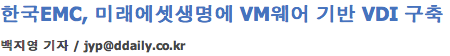 한국EMC, 미래에셋생명에 VM웨어 기반 VDI 구축
백지영 기자 / jyp@ddaily.co.kr